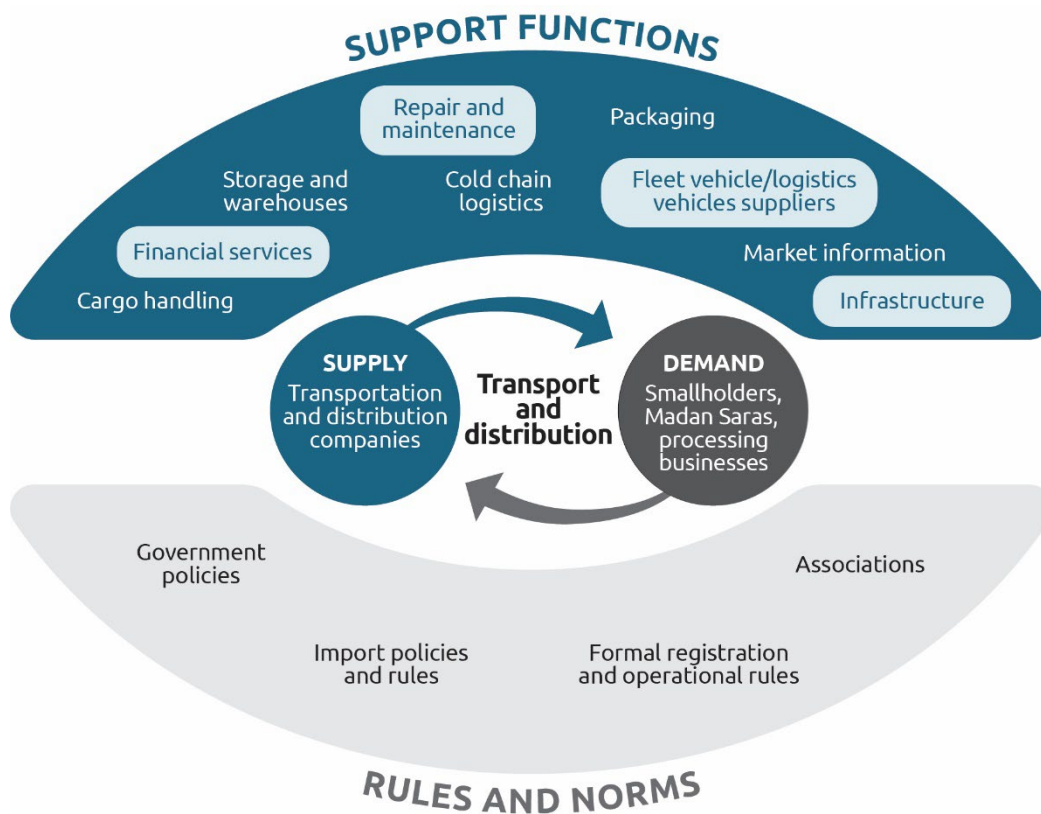 SUPPORT FUNCTIONS
Repair and
maintenance
Packaging
Storage and
warehouses
Cold chain
logistics
Fleet vehicle/logistics
vehicles suppliers
Financial services
Market information
Cargo handling
Infrastructure
SUPPLY
Transportation
and distribution
companies
Transport
and
distribution
DEMAND
Smallholders,
Madan Saras,
processing
businesses
Government
policies
Associations
Import policies
and rules
Formal registration
and operational rules
RULES AND NORMS